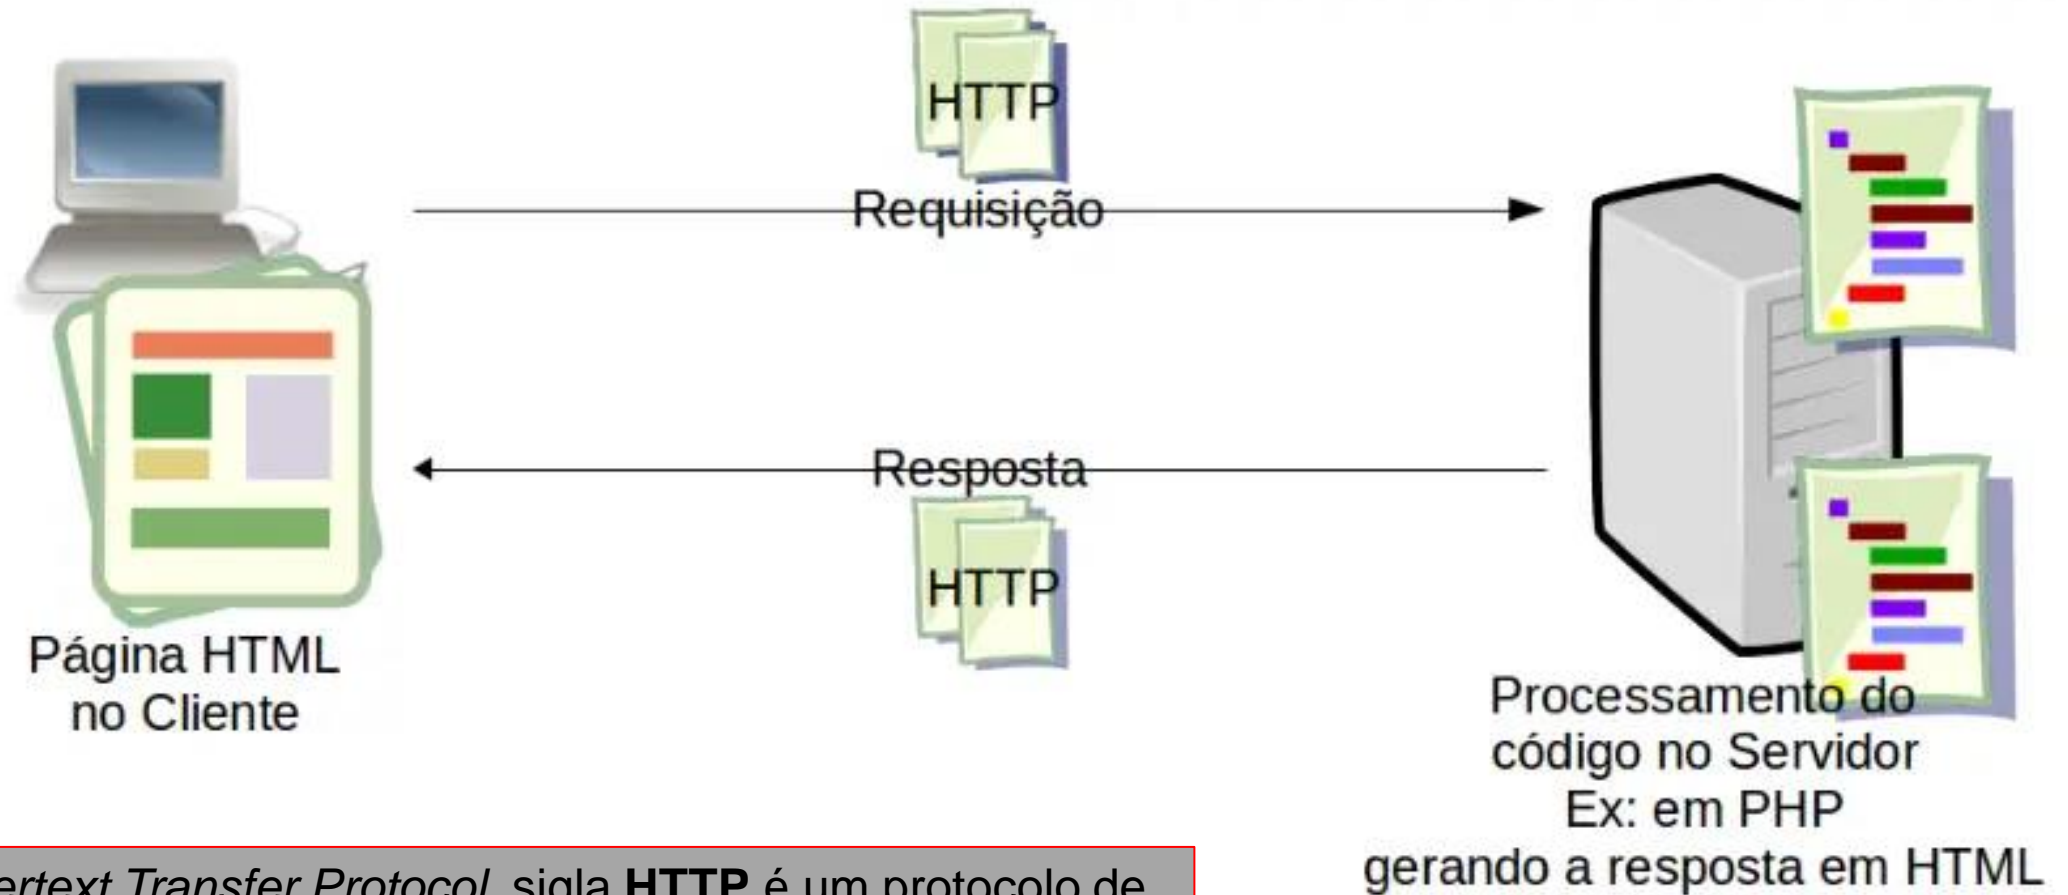 HTTP
Requisição
Resposta
HTTP
Página HTML
no Cliente
Processamento do
código no Servidor
Ex: em PHP
gerando a resposta em HTML
ertext Transfer Protocol, sigla HTTP é um protocolo de